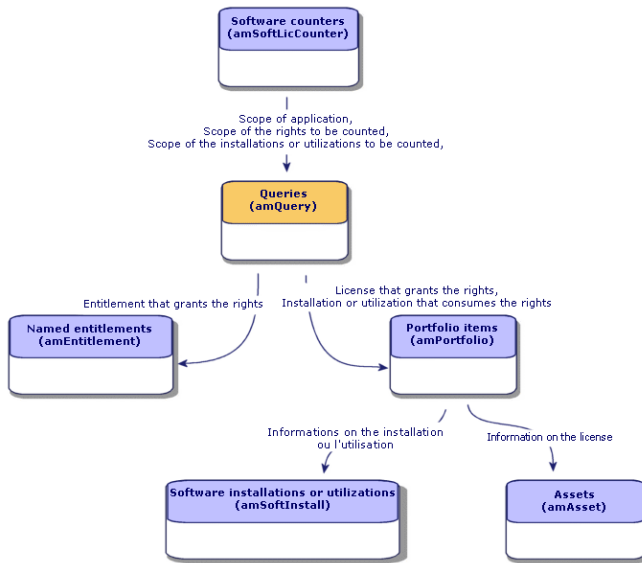 Software counters
(amSoftLicCounter)
Scope of application,
Scope of the rights to be counted,
Scope of the installations or utilizations to be counted,
Queries
(amQuery)
Entitlement that grants the rights
License that grants the rights,
Installation or utilization that consumes the rights
Named entitlements
(amEntitlement)
Portfolio items
(amPortfolio)
Informations on the installation
ou l'utilisation
Information on the license
Software installations or utilizations
(amSoftInstall)
Assets
(amAsset)